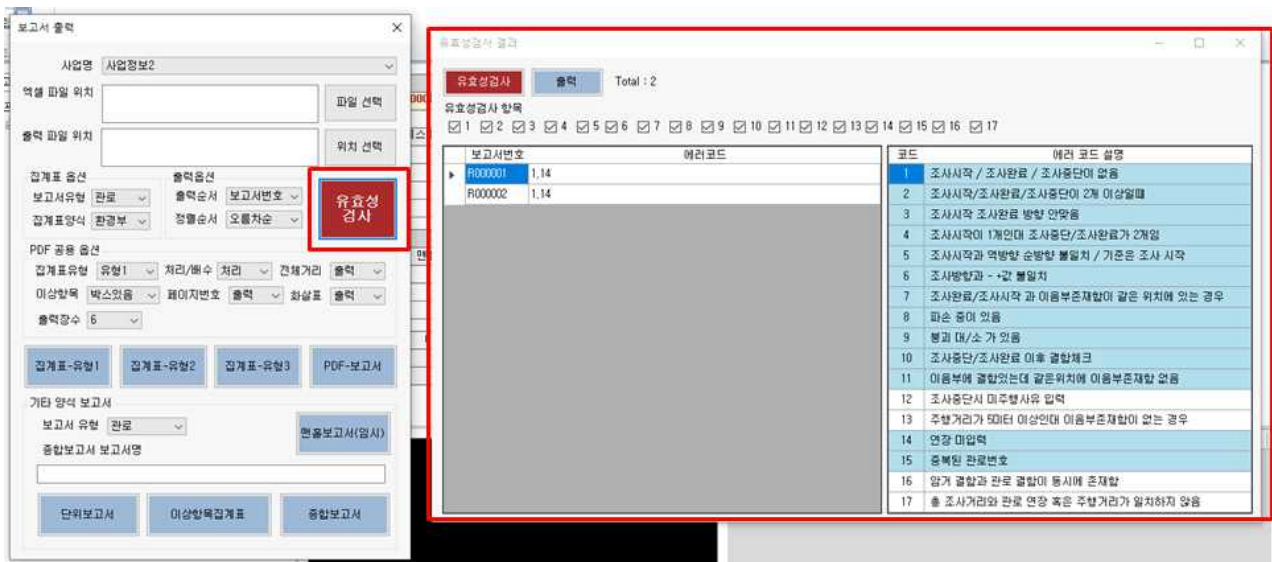 보고서 출력
사업명 사업정보2
엑셀 파일 위치
파일 선택
출력 파일 위치
위치 선택
집계표 옵션 출력옵션
보고서유형 관로 출력순서 보고서번호
집계표양식 환경부 정렬순서 오름차순
유효성
검사
PDF 공용 옵션
집계표유형 유형1 처리/배수 처리 전체거리 출력
이상항목 박스있음 페이지번호 출력 화살표 출력
출력장수 6
집계표-유형1 집계표-유형2 집계표-유형3 PDF-보고서
기타 양식 보고서
보고서 유형 관로
맨홀보고서(임시)
종합보고서 보고서명
단위보고서 이상항목집계표 종합보고서
유효성검사 결과
유효성검사 출력 Total : 2
유효성검사 항목
1 2 3 4 5 6 7 8 9 10 11 12 13 14 15 16 17
보고서번호 에러코드
R000001 1,14
R000002 1,14
코드 에러 코드 설명
1 조사시작 / 조사완료 / 조사중단이 없음
2 조사시작/조사완료/조사중단이 2개 이상일때
3 조사시작 조사완료 방향 안맞음
4 조사시작이 1개인대 조사중단/조사완료가 2개임
5 조사시작과 역방향 순방향 불일치 / 기준은 조사 시작
6 조사방향과 - +값 불일치
7 조사완료/조사시작 과 이음부존재함이 같은 위치에 있는 경우
8 파손 중이 있음
9 붕괴 대/소 가 있음
10 조사중단/조사완료 이후 결함체크
11 이음부에 결함있는데 같은위치에 이음부존재함 없음
12 조사중단시 미주행사유 입력
13 주행거리가 5미터 이상인대 이음부존재함이 없는 경우
14 연장 미입력
15 중복된 관로번호
16 암거 결함과 관로 결함이 동시에 존재함
17 총 조사거리와 관로 연장 혹은 주행거리가 일치하지 않음